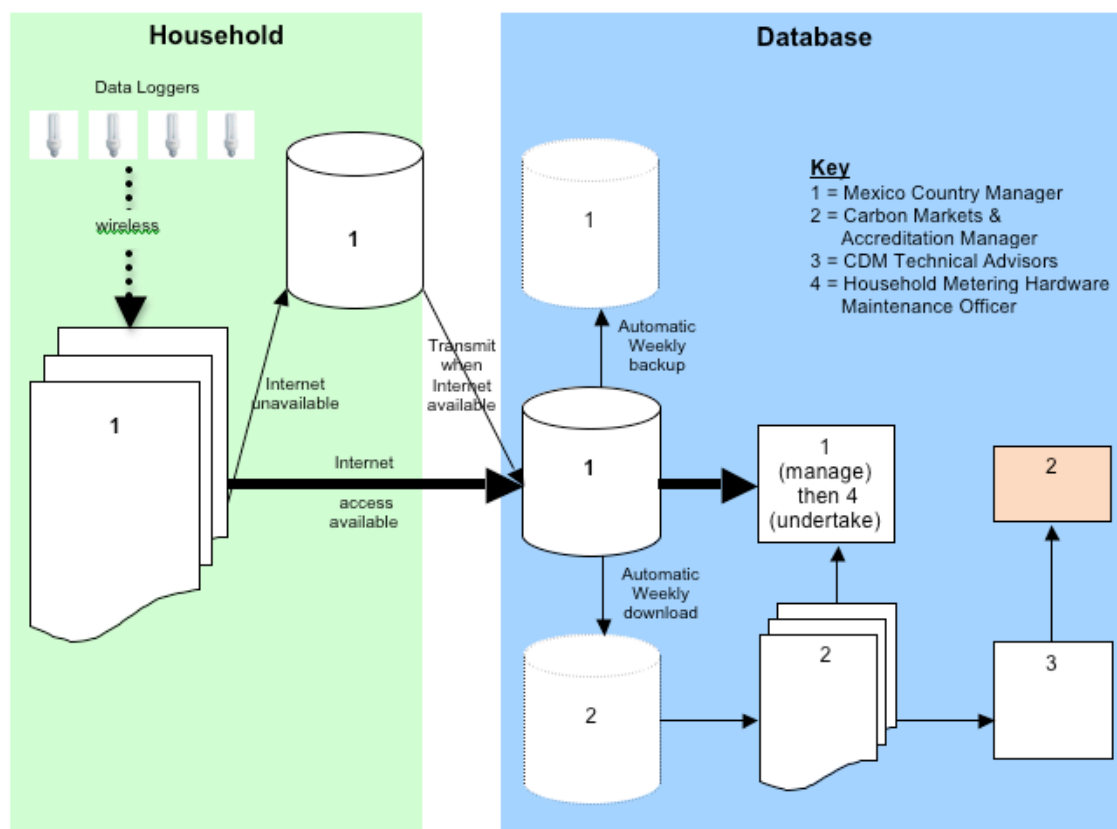 Household
Data Loggers
wireless
1
1
Internet
unavailable
Transmit
when
Internet
available
Internet
access
available
Database
1
Automatic
Weekly
backup
Key
1 = Mexico Country Manager
2 = Carbon Markets &
Accreditation Manager
3 = CDM Technical Advisors
4 = Household Metering Hardware
Maintenance Officer
1
1
(manage)
then 4
(undertake)
2
Automatic
Weekly
download
2
2
3